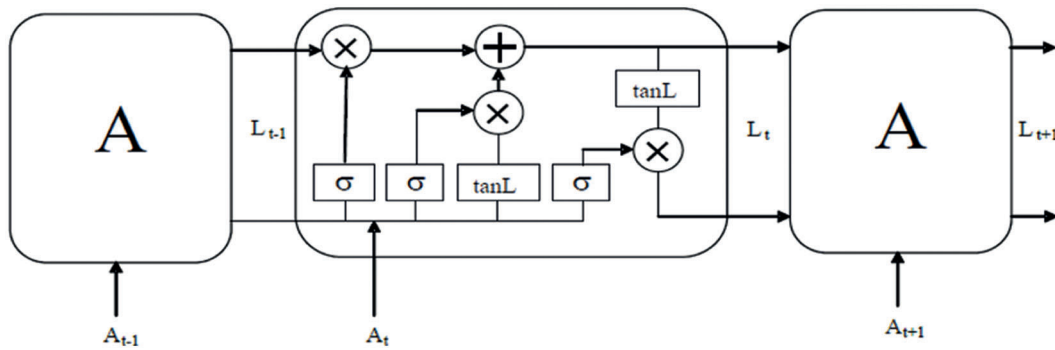 ×
+
tanL
A
L t-1
×
L t
A
L t+1
×
σ
σ
tanL
σ
A t-1
A t
A t+1